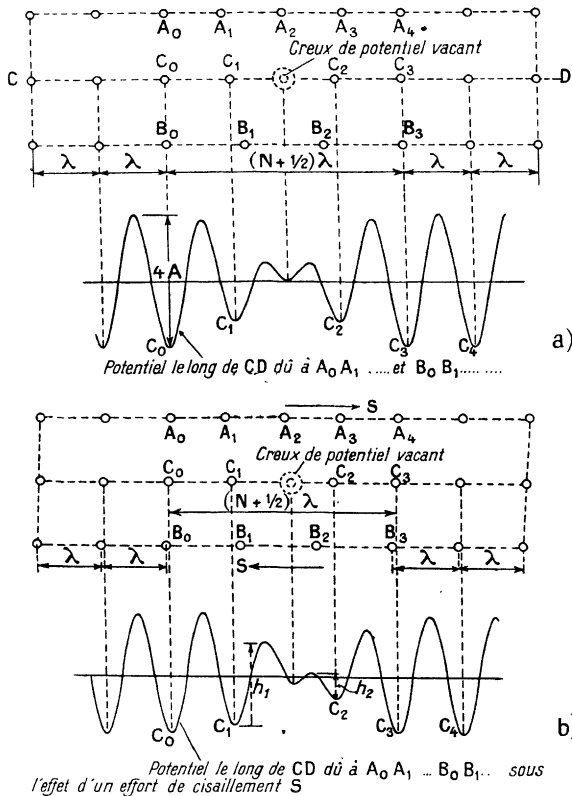 A₀ A₁ A₂ A₃ A₄
Creux de potentiel vacant
C C₀ C₁ C₂ C₃ D
B₀ B₁ B₂ B₃
λ λ (N + 1/2) λ λ λ
4A
C₀ C₁ C₂ C₃ C₄
a)
Potentiel le long de CD dû à A₀ A₁ ..... et B₀ B₁ ..... .....
S
A₀ A₁ A₂ A₃ A₄
Creux de potentiel vacant
C₀ C₁ C₂ C₃
(N + 1/2) λ
B₀ B₁ B₂ B₃
λ λ S λ λ
h₁ h₂
C₀ C₁ C₂ C₃ C₄
b)
Potentiel le long de CD dû à A₀ A₁ ... B₀ B₁.. sous
l'effet d'un effort de cisaillement S